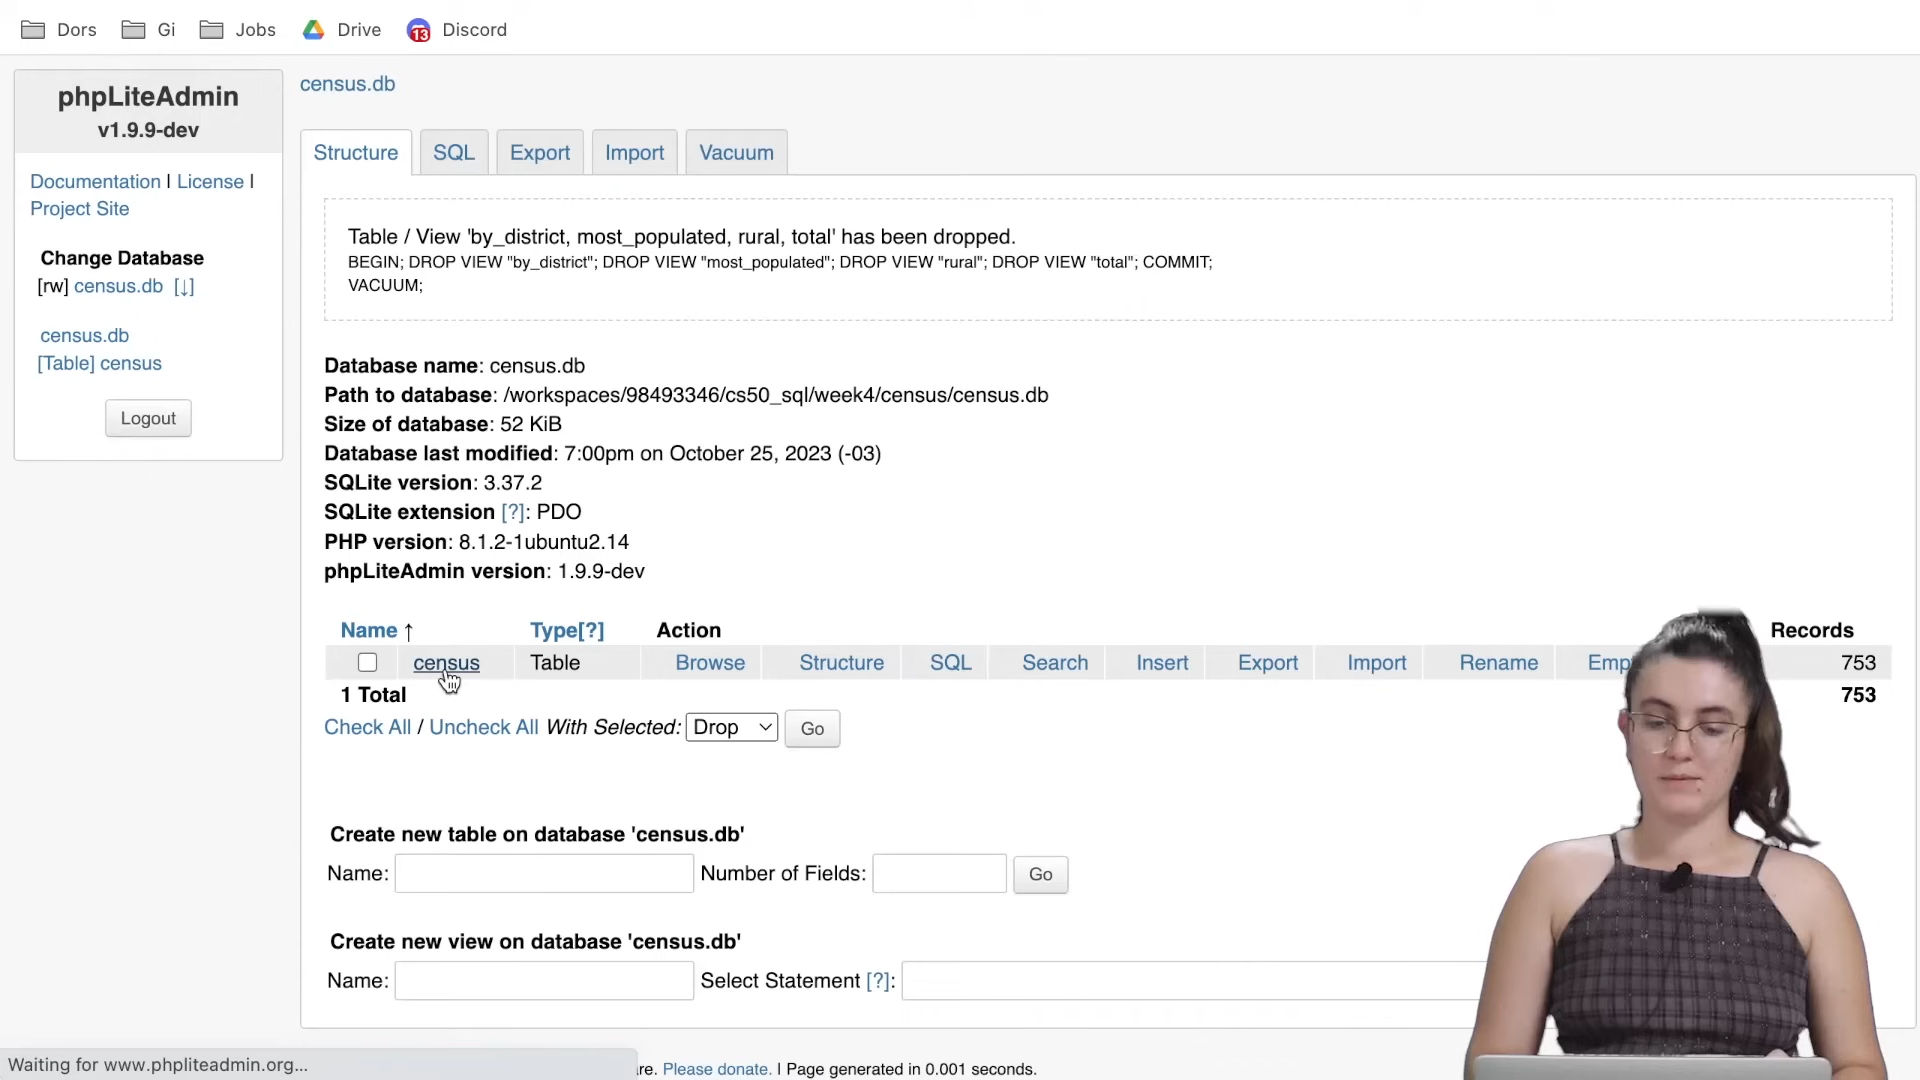 Dors Gi Jobs Drive 13 Discord
phpLiteAdmin
v1.9.9-dev
Documentation | License |
Project Site
Change Database
[rw] census.db [↓]
census.db
[Table] census
Logout
census.db
Structure SQL Export Import Vacuum
Table / View 'by_district, most_populated, rural, total' has been dropped.
BEGIN; DROP VIEW "by_district"; DROP VIEW "most_populated"; DROP VIEW "rural"; DROP VIEW "total"; COMMIT;
VACUUM;
Database name: census.db
Path to database: /workspaces/98493346/cs50_sql/week4/census/census.db
Size of database: 52 KiB
Database last modified: 7:00pm on October 25, 2023 (-03)
SQLite version: 3.37.2
SQLite extension [?]: PDO
PHP version: 8.1.2-1ubuntu2.14
phpLiteAdmin version: 1.9.9-dev
Name ↑ Type[?] Action Records
census Table Browse Structure SQL Search Insert Export Import Rename Emp 753
1 Total 753
Check All / Uncheck All With Selected: Drop Go
Create new table on database 'census.db'
Name: Number of Fields: Go
Create new view on database 'census.db'
Name: Select Statement [?]:
Waiting for www.phpliteadmin.org... re. Please donate. | Page generated in 0.001 seconds.